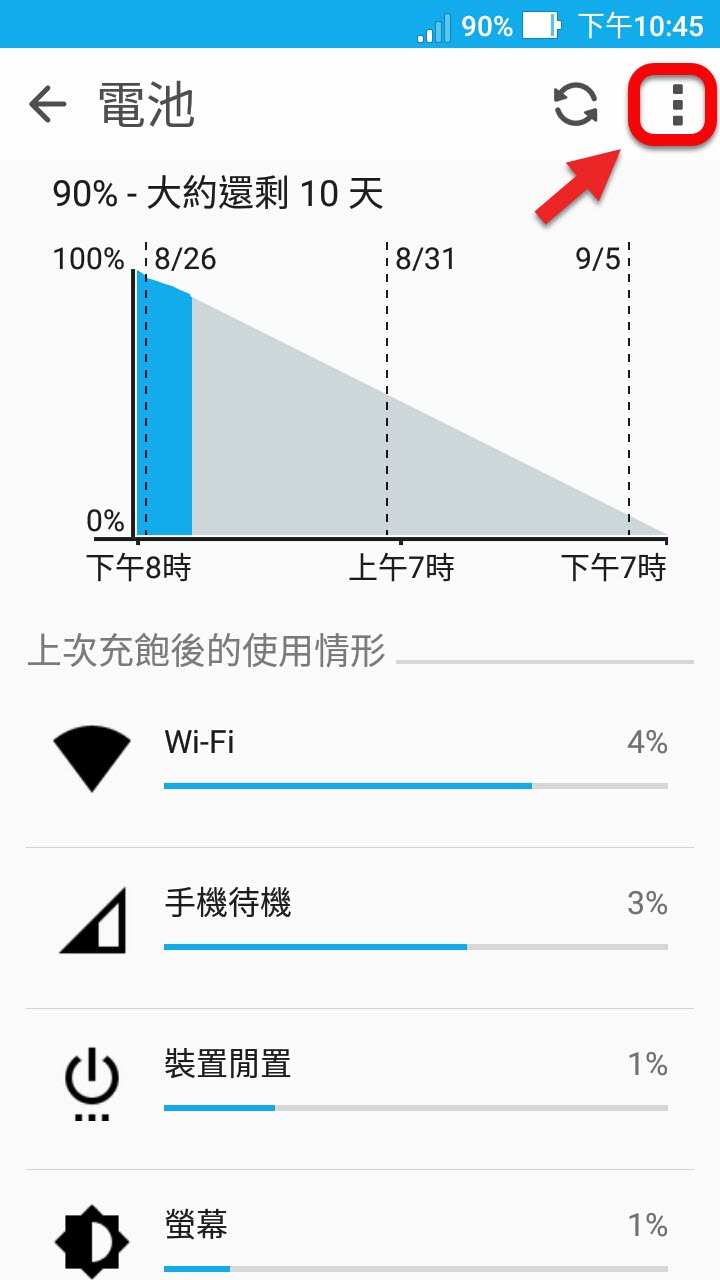 90% 下午10:45
電池
90% - 大約還剩 10 天
100% 8/26 8/31 9/5
0%
下午8時 上午7時 下午7時
上次充飽後的使用情形
Wi-Fi 4%
手機待機 3%
裝置閒置 1%
螢幕 1%